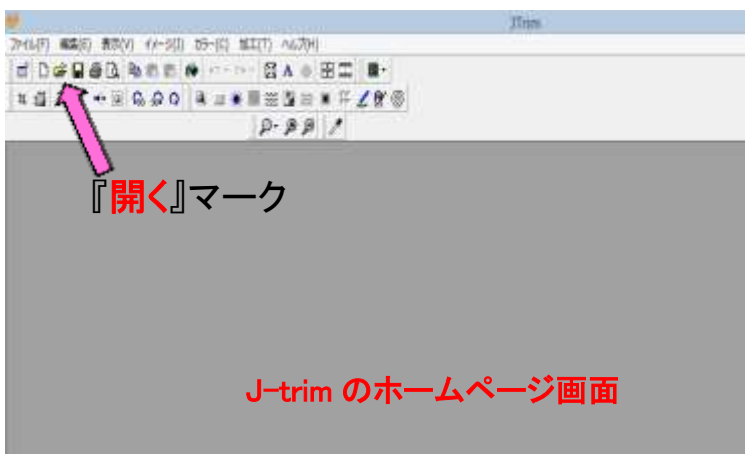 JTrim
ファイル(F) 編集(E) 表示(V) イメージ(I) カラー(C) 加工(T) ヘルプ(H)
『開く』マーク
J-trim のホームページ画面